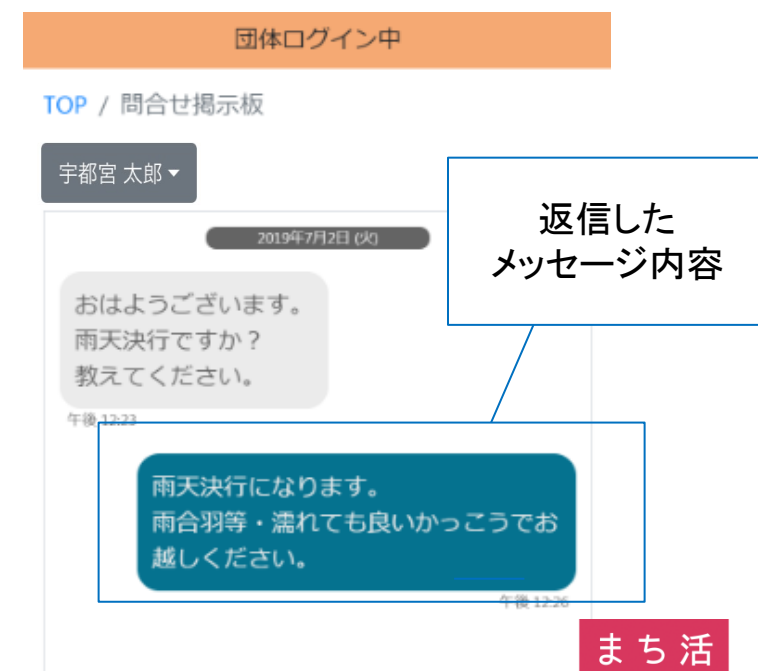 団体ログイン中
TOP / 問合せ掲示板
宇都宮 太郎
返信した
メッセージ内容
2019年7月2日 (火)
おはようございます。
雨天決行ですか？
教えてください。
午後 12:23
雨天決行になります。
雨合羽等・濡れても良いかっこうでお
越しください。
午後 12:26
まち活